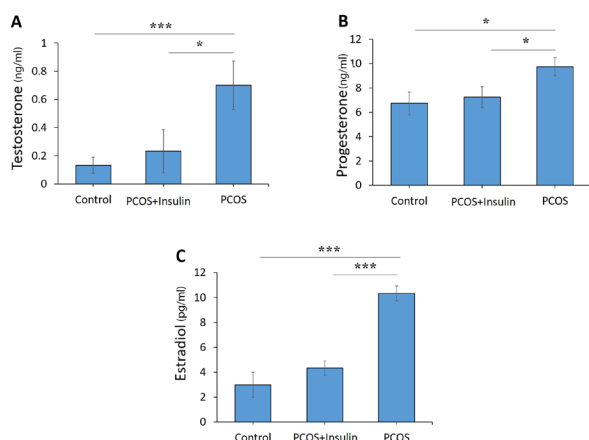 A
***
*
Testosterone (ng/ml)
1
0.8
0.6
0.4
0.2
0
Control PCOS+Insulin PCOS
B
*
*
Progesterone(ng/ml)
12
10
8
6
4
2
0
Control PCOS+Insulin PCOS
C
***
***
Estradiol (pg/ml)
12
10
8
6
4
2
0
Control PCOS+Insulin PCOS